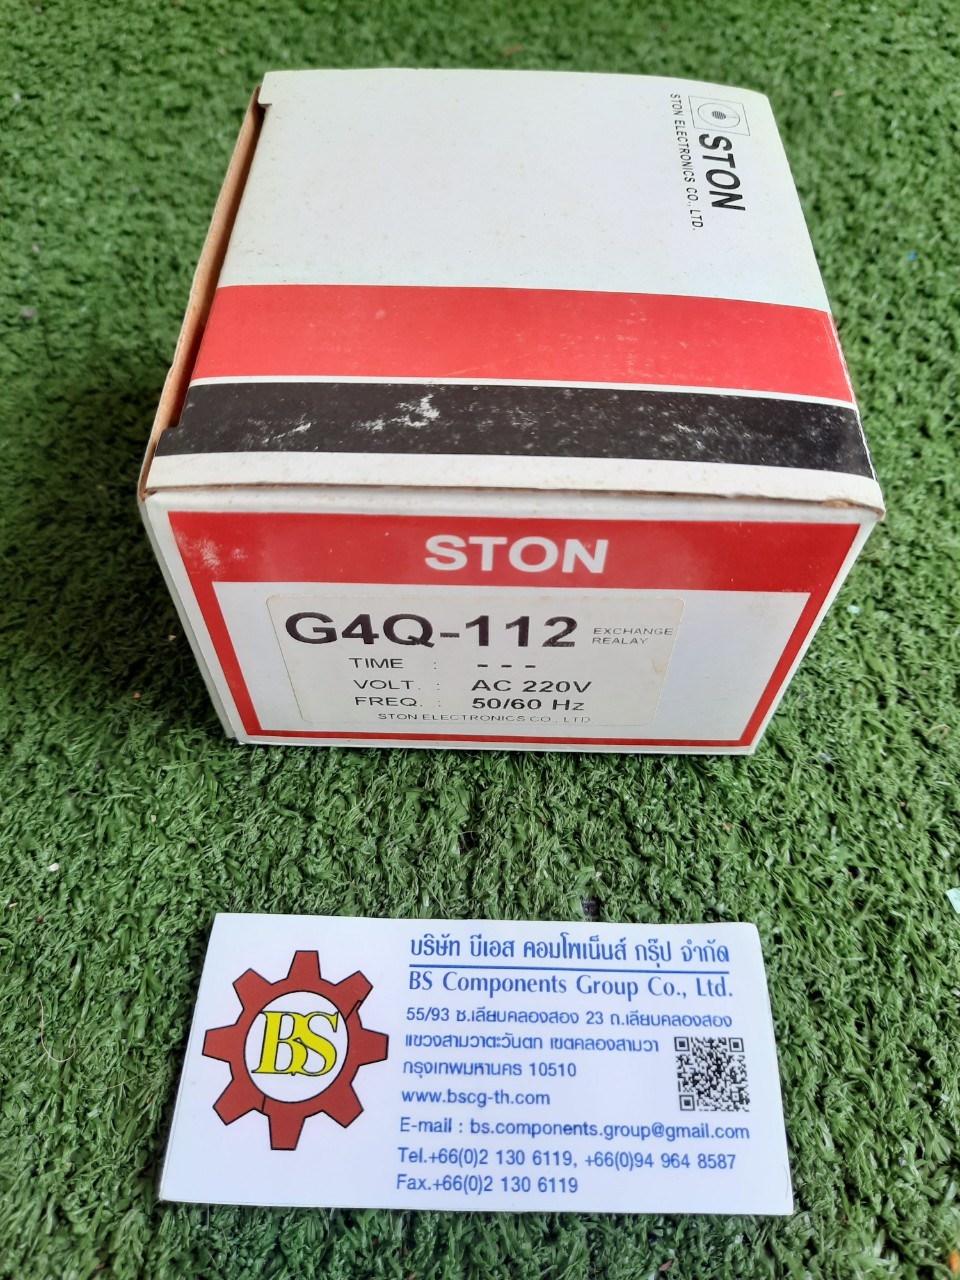 STON
STON ELECTRONICS CO., LTD.
STON
G4Q-112 EXCHANGE
REALAY
TIME : - - -
VOLT. : AC 220V
FREQ. : 50/60 Hz
STON ELECTRONICS CO., LTD
BS
บริษัท บีเอส คอมโพเน็นส์ กรุ๊ป จำกัด
BS Components Group Co., Ltd.
55/93 ซ.เลียบคลองสอง 23 ถ.เลียบคลองสอง
แขวงสามวาตะวันตก เขตคลองสามวา
กรุงเทพมหานคร 10510
www.bscg-th.com
E-mail : bs.components.group@gmail.com
Tel.+66(0)2 130 6119, +66(0)94 964 8587
Fax.+66(0)2 130 6119